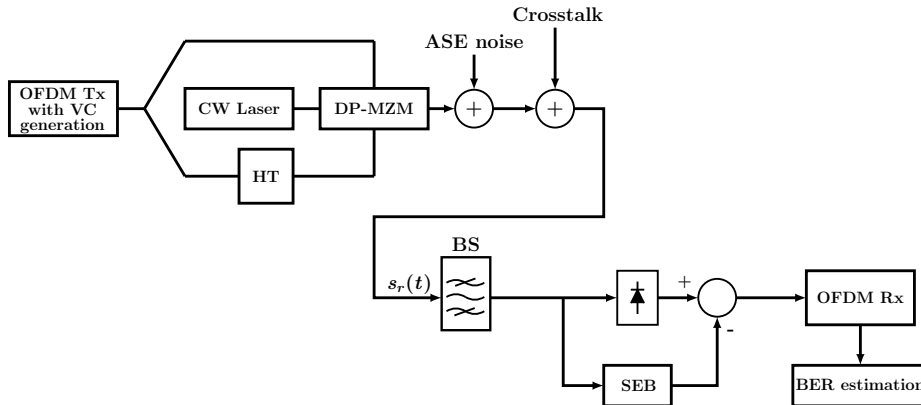 Crosstalk
ASE noise
OFDM Tx
with VC
generation
CW Laser
DP-MZM
+
+
HT
BS
s_r(t)
+
-
OFDM Rx
SEB
BER estimation